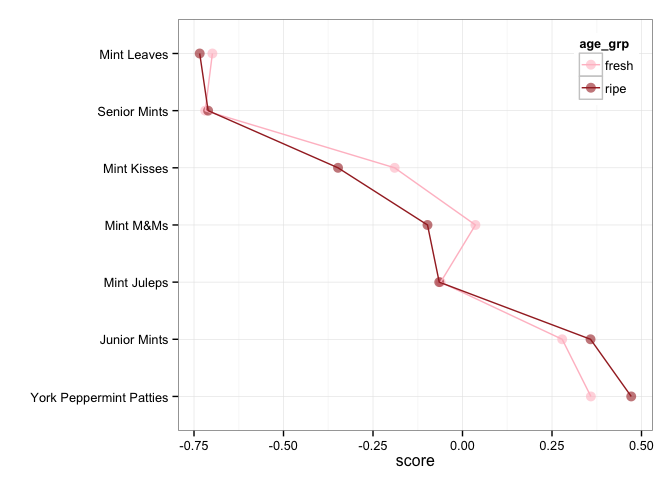 age_grp
fresh
ripe
Mint Leaves
Senior Mints
Mint Kisses
Mint M&Ms
Mint Juleps
Junior Mints
York Peppermint Patties
-0.75 -0.50 -0.25 0.00 0.25 0.50
score